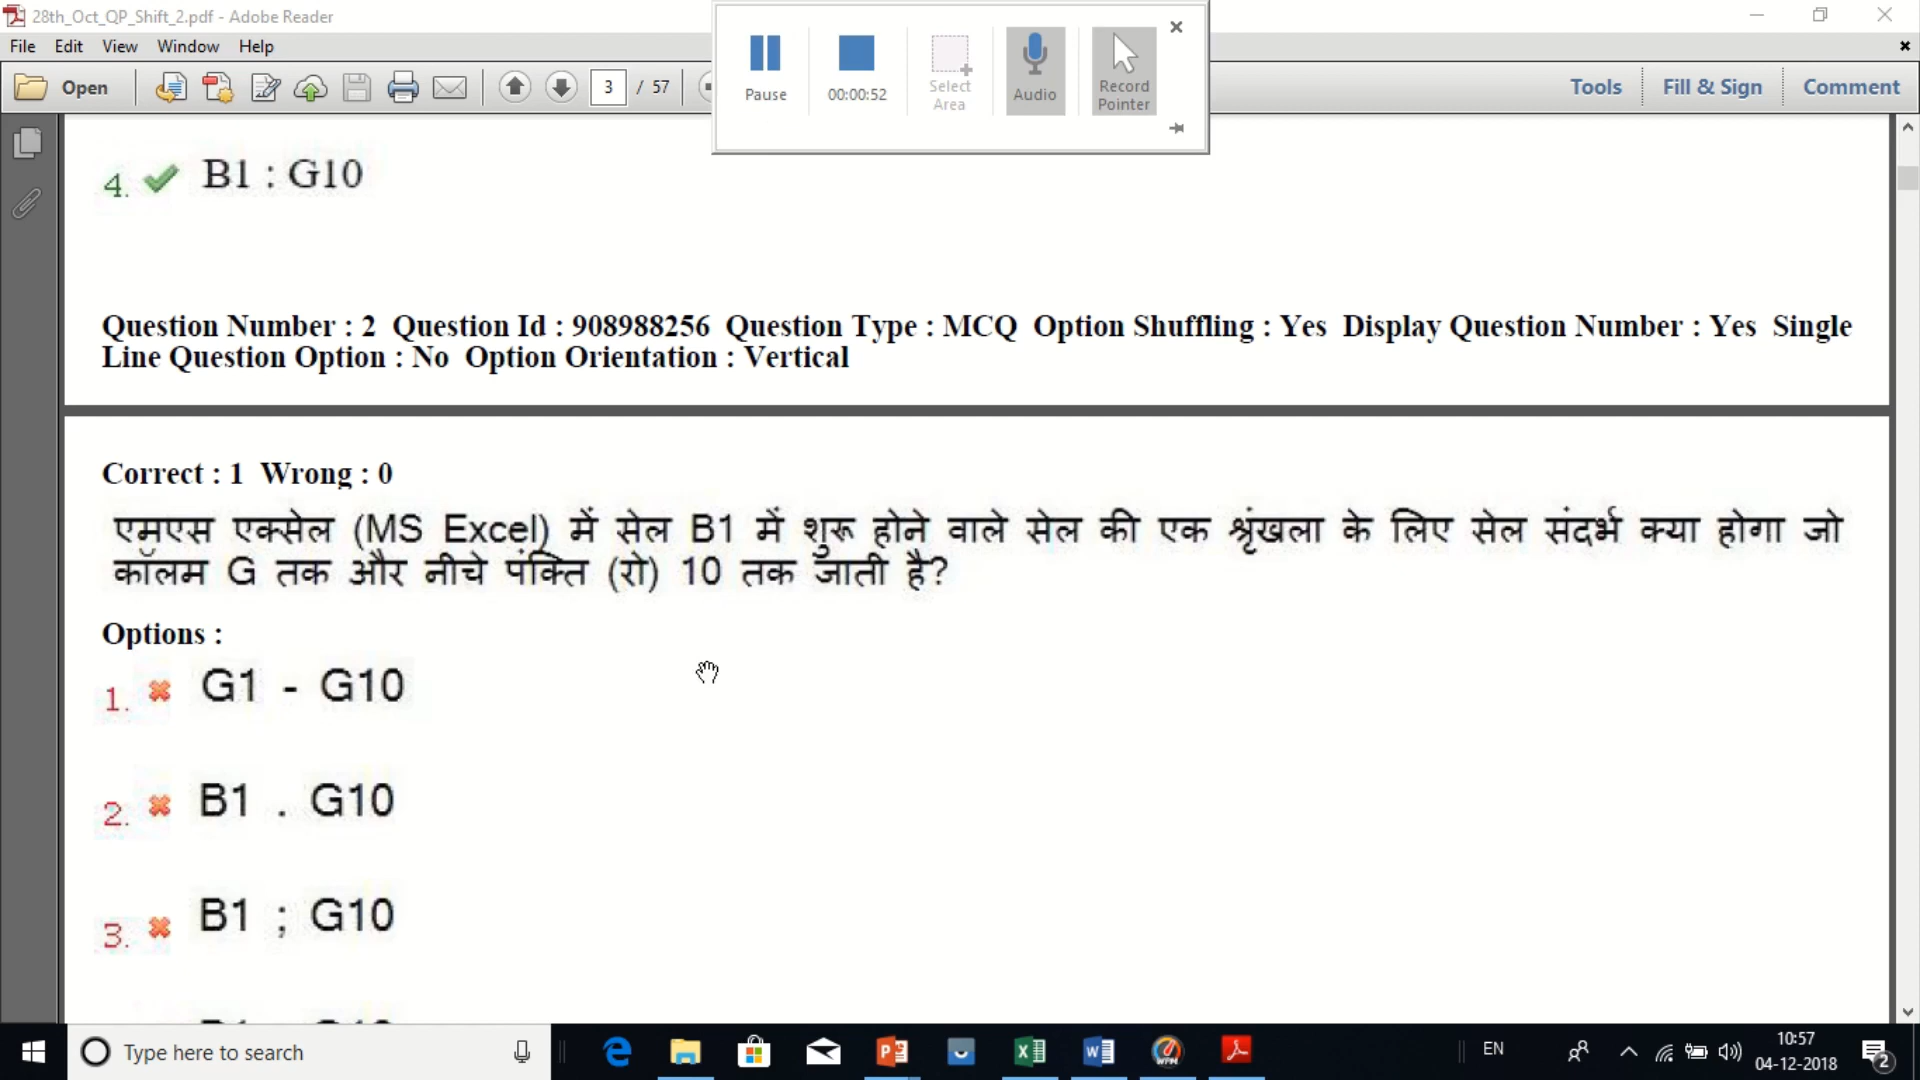 28th_Oct_QP_Shift_2.pdf - Adobe Reader
File Edit View Window Help
Open
3 / 57
Pause
00:00:52
Select Area
Audio
Record Pointer
Tools Fill & Sign Comment
4. B1 : G10
Question Number : 2 Question Id : 908988256 Question Type : MCQ Option Shuffling : Yes Display Question Number : Yes Single
Line Question Option : No Option Orientation : Vertical
Correct : 1 Wrong : 0
एमएस एक्सेल (MS Excel) में सेल B1 में शुरू होने वाले सेल की एक श्रृंखला के लिए सेल संदर्भ क्या होगा जो
कॉलम G तक और नीचे पंक्ति (रो) 10 तक जाती है?
Options :
1. G1 - G10
2. B1 . G10
3. B1 ; G10
Type here to search
EN
10:57
04-12-2018
2